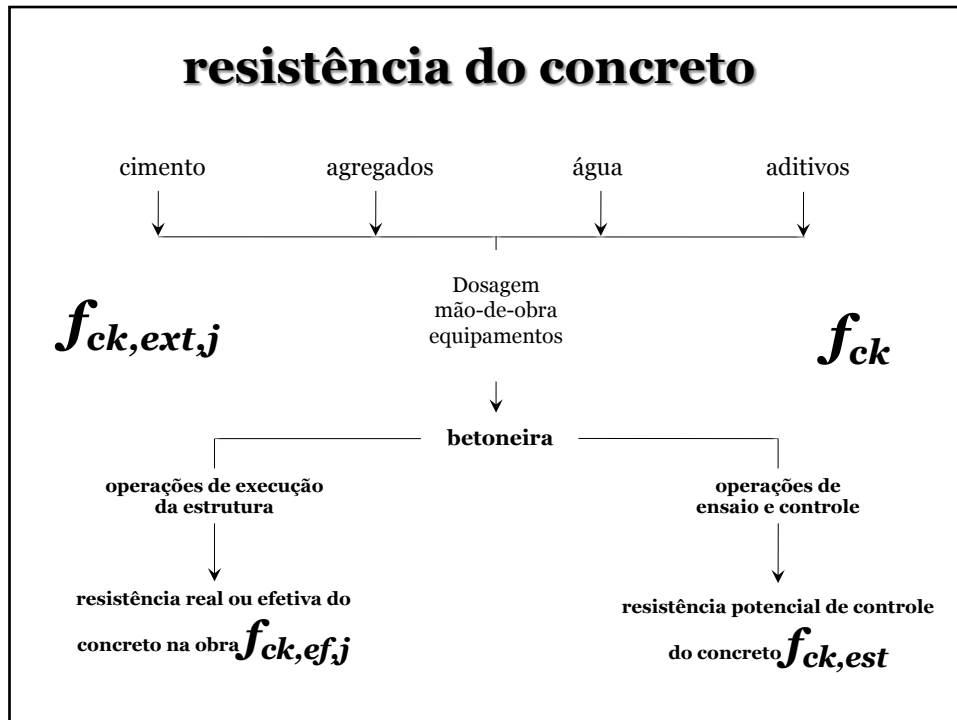 resistência do concreto
cimento
agregados
água
aditivos
Dosagem
mão-de-obra
equipamentos
fck,ext,j
fck
betoneira
operações de execução
da estrutura
operações de
ensaio e controle
resistência real ou efetiva do
concreto na obra fck,ef,j
resistência potencial de controle
do concreto fck,est